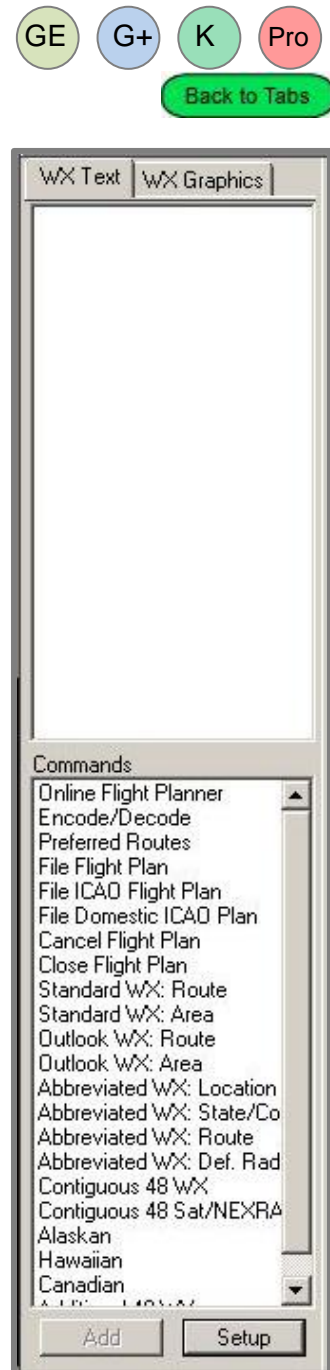 GE G+ K Pro
Back to Tabs
WX Text WX Graphics
Commands
Online Flight Planner
Encode/Decode
Preferred Routes
File Flight Plan
File ICAO Flight Plan
File Domestic ICAO Plan
Cancel Flight Plan
Close Flight Plan
Standard WX: Route
Standard WX: Area
Outlook WX: Route
Outlook WX: Area
Abbreviated WX: Location
Abbreviated WX: State/Co
Abbreviated WX: Route
Abbreviated WX: Def. Rad
Contiguous 48 WX
Contiguous 48 Sat/NEXRA
Alaskan
Hawaiian
Canadian
Add Setup